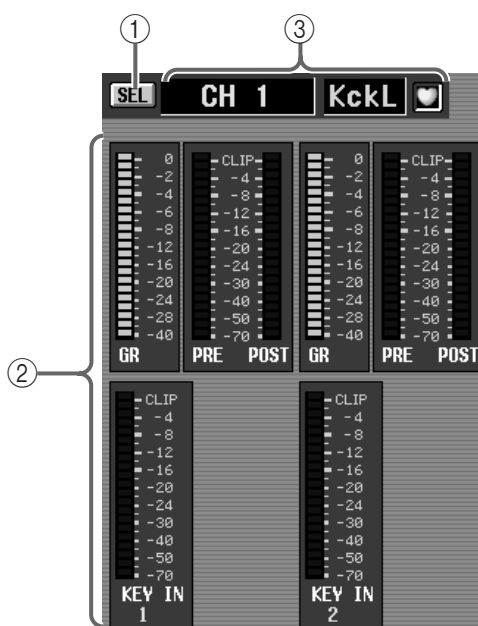 ① ③
SEL CH 1 KckL
②
0 CLIP 0 CLIP
-2 -4 -2 -4
-4 -8 -4 -8
-6 -12 -6 -12
-8 -16 -8 -16
-12 -20 -12 -20
-16 -24 -16 -24
-20 -30 -20 -30
-24 -40 -24 -40
-28 -50 -28 -50
-40 -70 -40 -70
GR PRE POST GR PRE POST
CLIP CLIP
-4 -4
-8 -8
-12 -12
-16 -16
-20 -20
-24 -24
-30 -30
-40 -40
-50 -50
-70 -70
KEY IN KEY IN
1 2